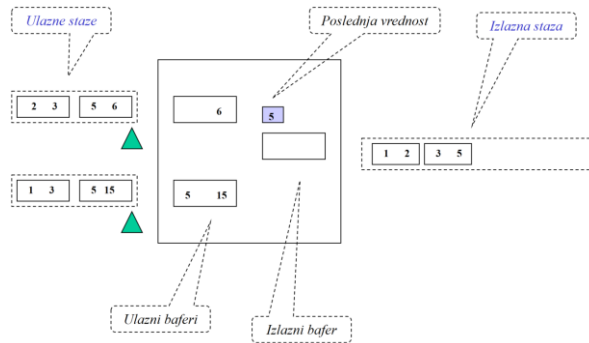 Ulazne staze
Poslednja vrednost
Izlazna staza
2 3 5 6
6
5
1 2 3 5
1 3 5 15
5 15
Ulazni baferi
Izlazni bafer